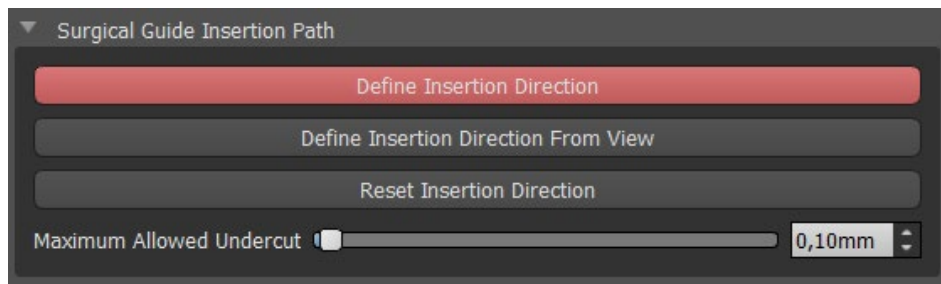 Surgical Guide Insertion Path
Define Insertion Direction
Define Insertion Direction From View
Reset Insertion Direction
Maximum Allowed Undercut 0,10mm